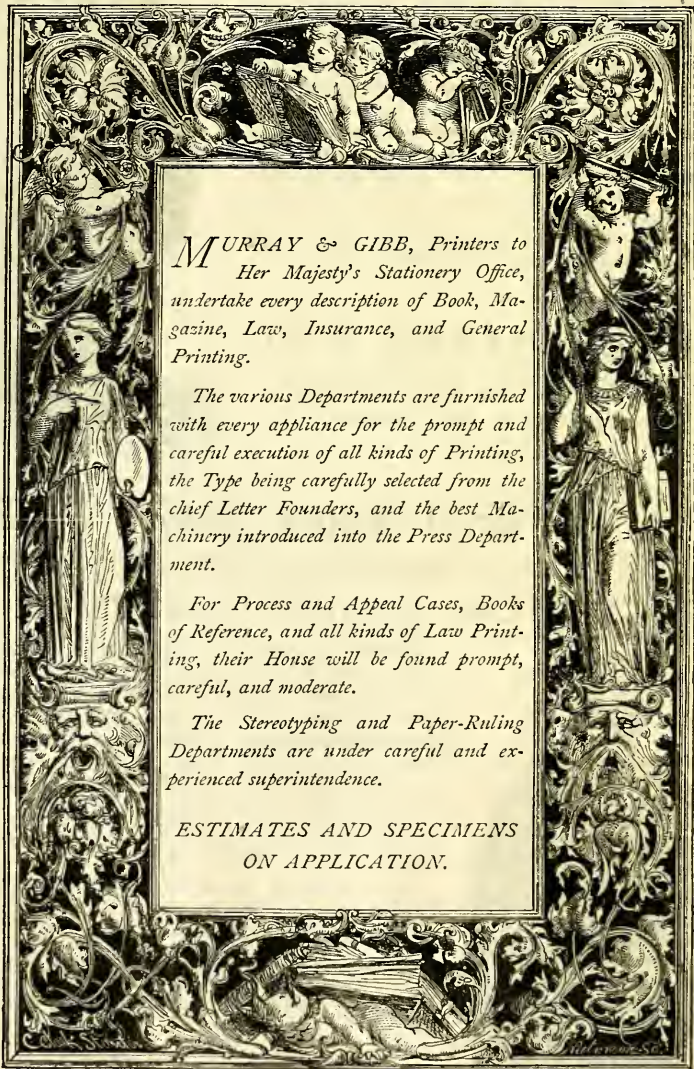 MURRAY & GIBB, Printers to
Her Majesty's Stationery Office,
undertake every description of Book, Ma-
gazine, Law, Insurance, and General
Printing.
The various Departments are furnished
with every appliance for the prompt and
careful execution of all kinds of Printing,
the Type being carefully selected from the
chief Letter Founders, and the best Ma-
chinery introduced into the Press Depart-
ment.
For Process and Appeal Cases, Books
of Reference, and all kinds of Law Print-
ing, their House will be found prompt,
careful, and moderate.
The Stereotyping and Paper-Ruling
Departments are under careful and ex-
perienced superintendence.
ESTIMATES AND SPECIMENS
ON APPLICATION.